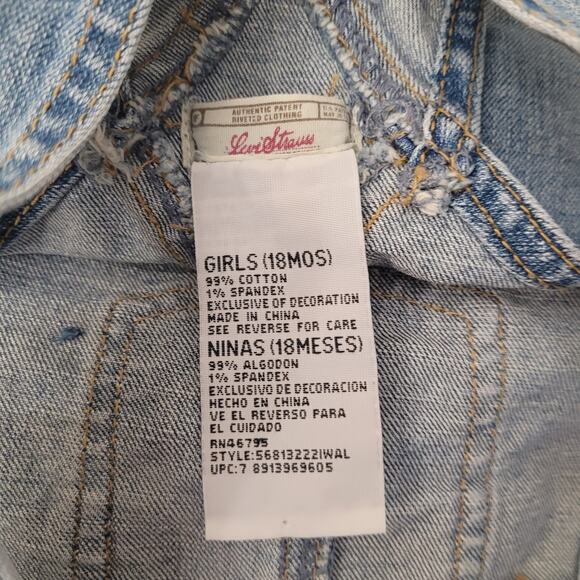 AUTHENTIC PATENT
RIVETED CLOTHING
Levi Strauss
GIRLS (18MOS)
99% COTTON
1% SPANDEX
EXCLUSIVE OF DECORATION
MADE IN CHINA
SEE REVERSE FOR CARE
NINAS (18MESES)
99% ALGODON
1% SPANDEX
EXCLUSIVO DE DECORACION
HECHO EN CHINA
VE EL REVERSO PARA
EL CUIDADO
RN46795
STYLE:56813222IWAL
UPC:7 8913969605